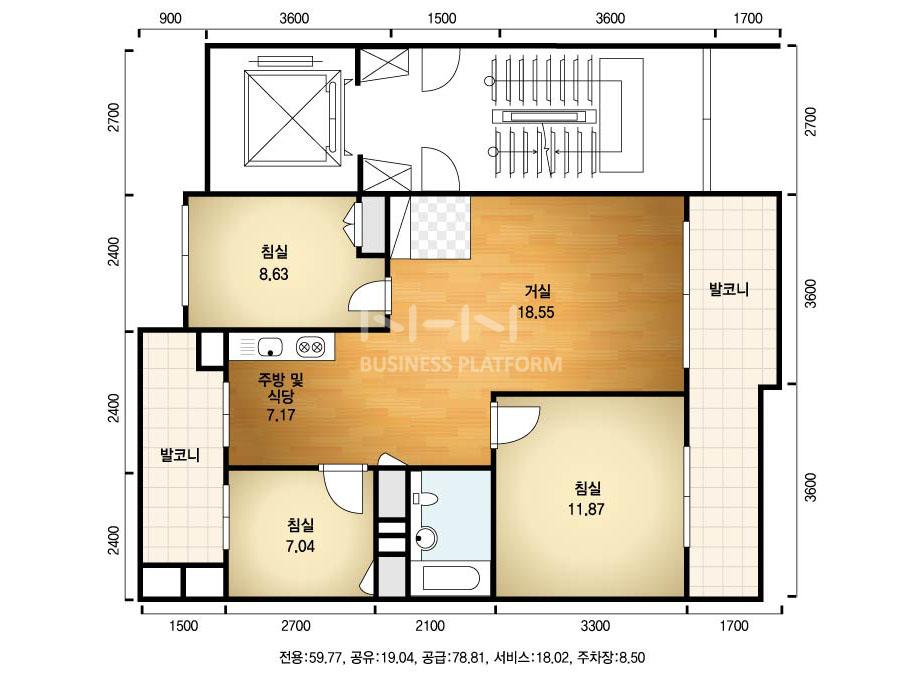 900 3600 1500 3600 1700
2700
2700
2400
침실
8.63
거실
18.55
발코니
3600
N-HN
BUSINESS PLATFORM
주방 및
식당
7.17
2400
발코니
침실
11.87
3600
침실
7.04
2400
1500 2700 2100 3300 1700
전용:59.77, 공유:19.04, 공급:78.81, 서비스:18.02, 주차장:8.50